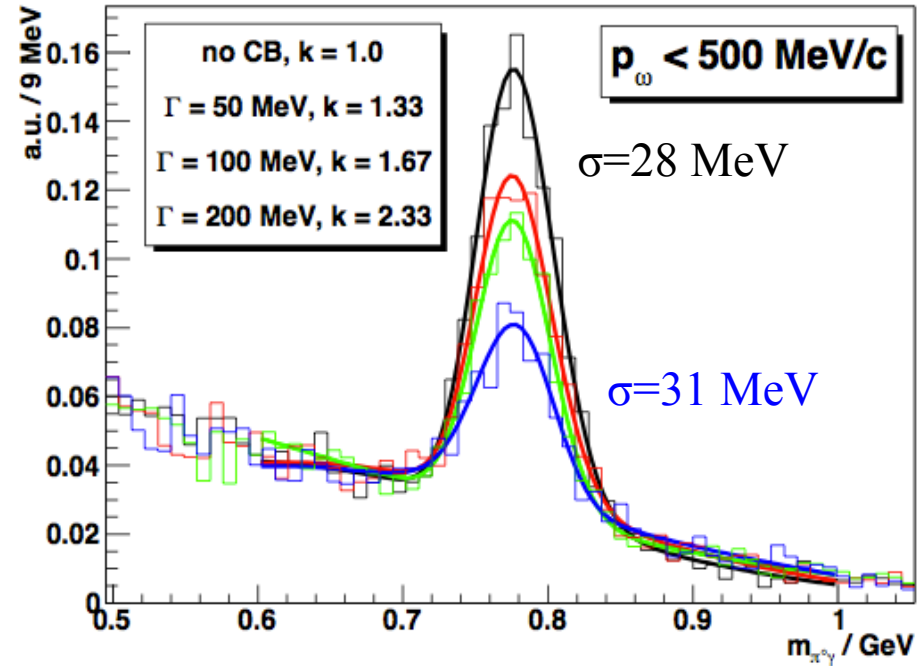 a.u. / 9 MeV
no CB, k = 1.0
Γ = 50 MeV, k = 1.33
Γ = 100 MeV, k = 1.67
Γ = 200 MeV, k = 2.33
p_ω < 500 MeV/c
σ=28 MeV
σ=31 MeV
0.16
0.14
0.12
0.1
0.08
0.06
0.04
0.02
0
0.5 0.6 0.7 0.8 0.9 1
m_π°γ / GeV